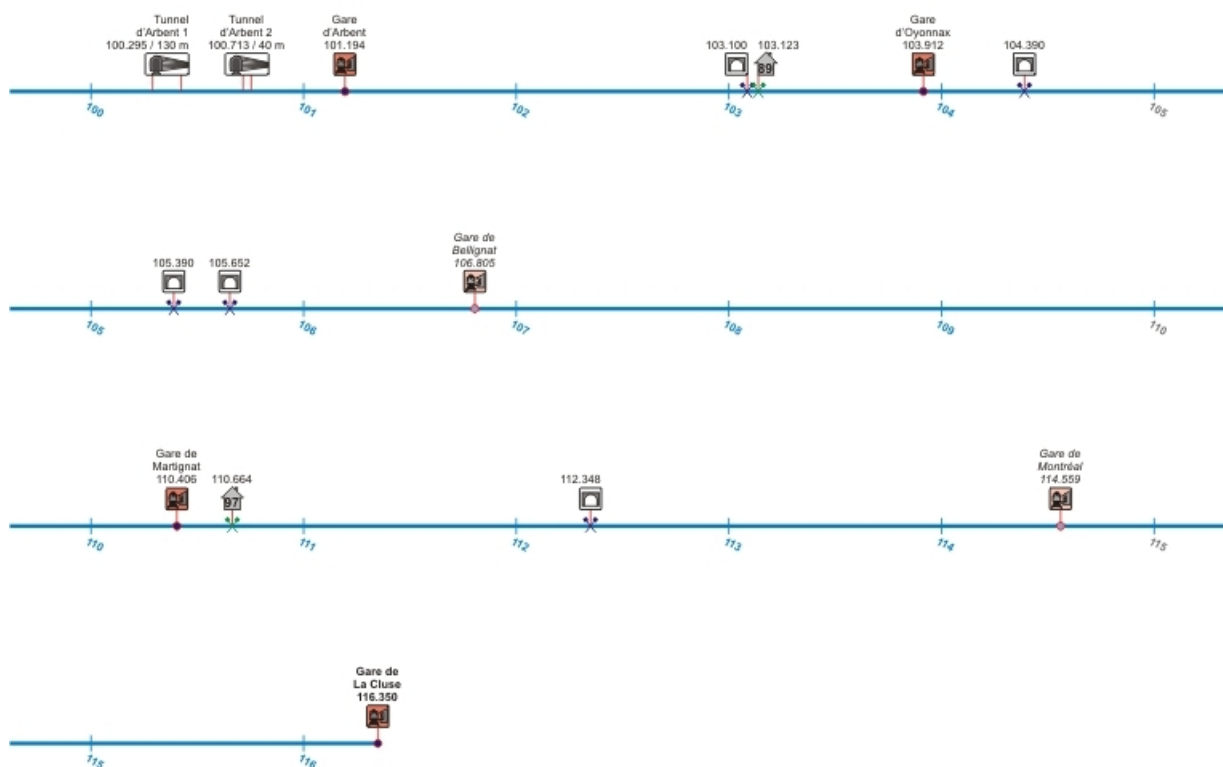 Tunnel
d'Arbent 1
100.295 / 130 m
Tunnel
d'Arbent 2
100.713 / 40 m
Gare
d'Arbent
101.194
103.100
103.123
89
Gare
d'Oyonnax
103.912
104.390
100
101
102
103
104
105
105.390
105.652
Gare de
Bellignat
106.805
105
106
107
108
109
110
Gare de
Martignat
110.406
110.664
97
112.348
Gare de
Montréal
114.559
110
111
112
113
114
115
Gare de
La Cluse
116.350
115
116